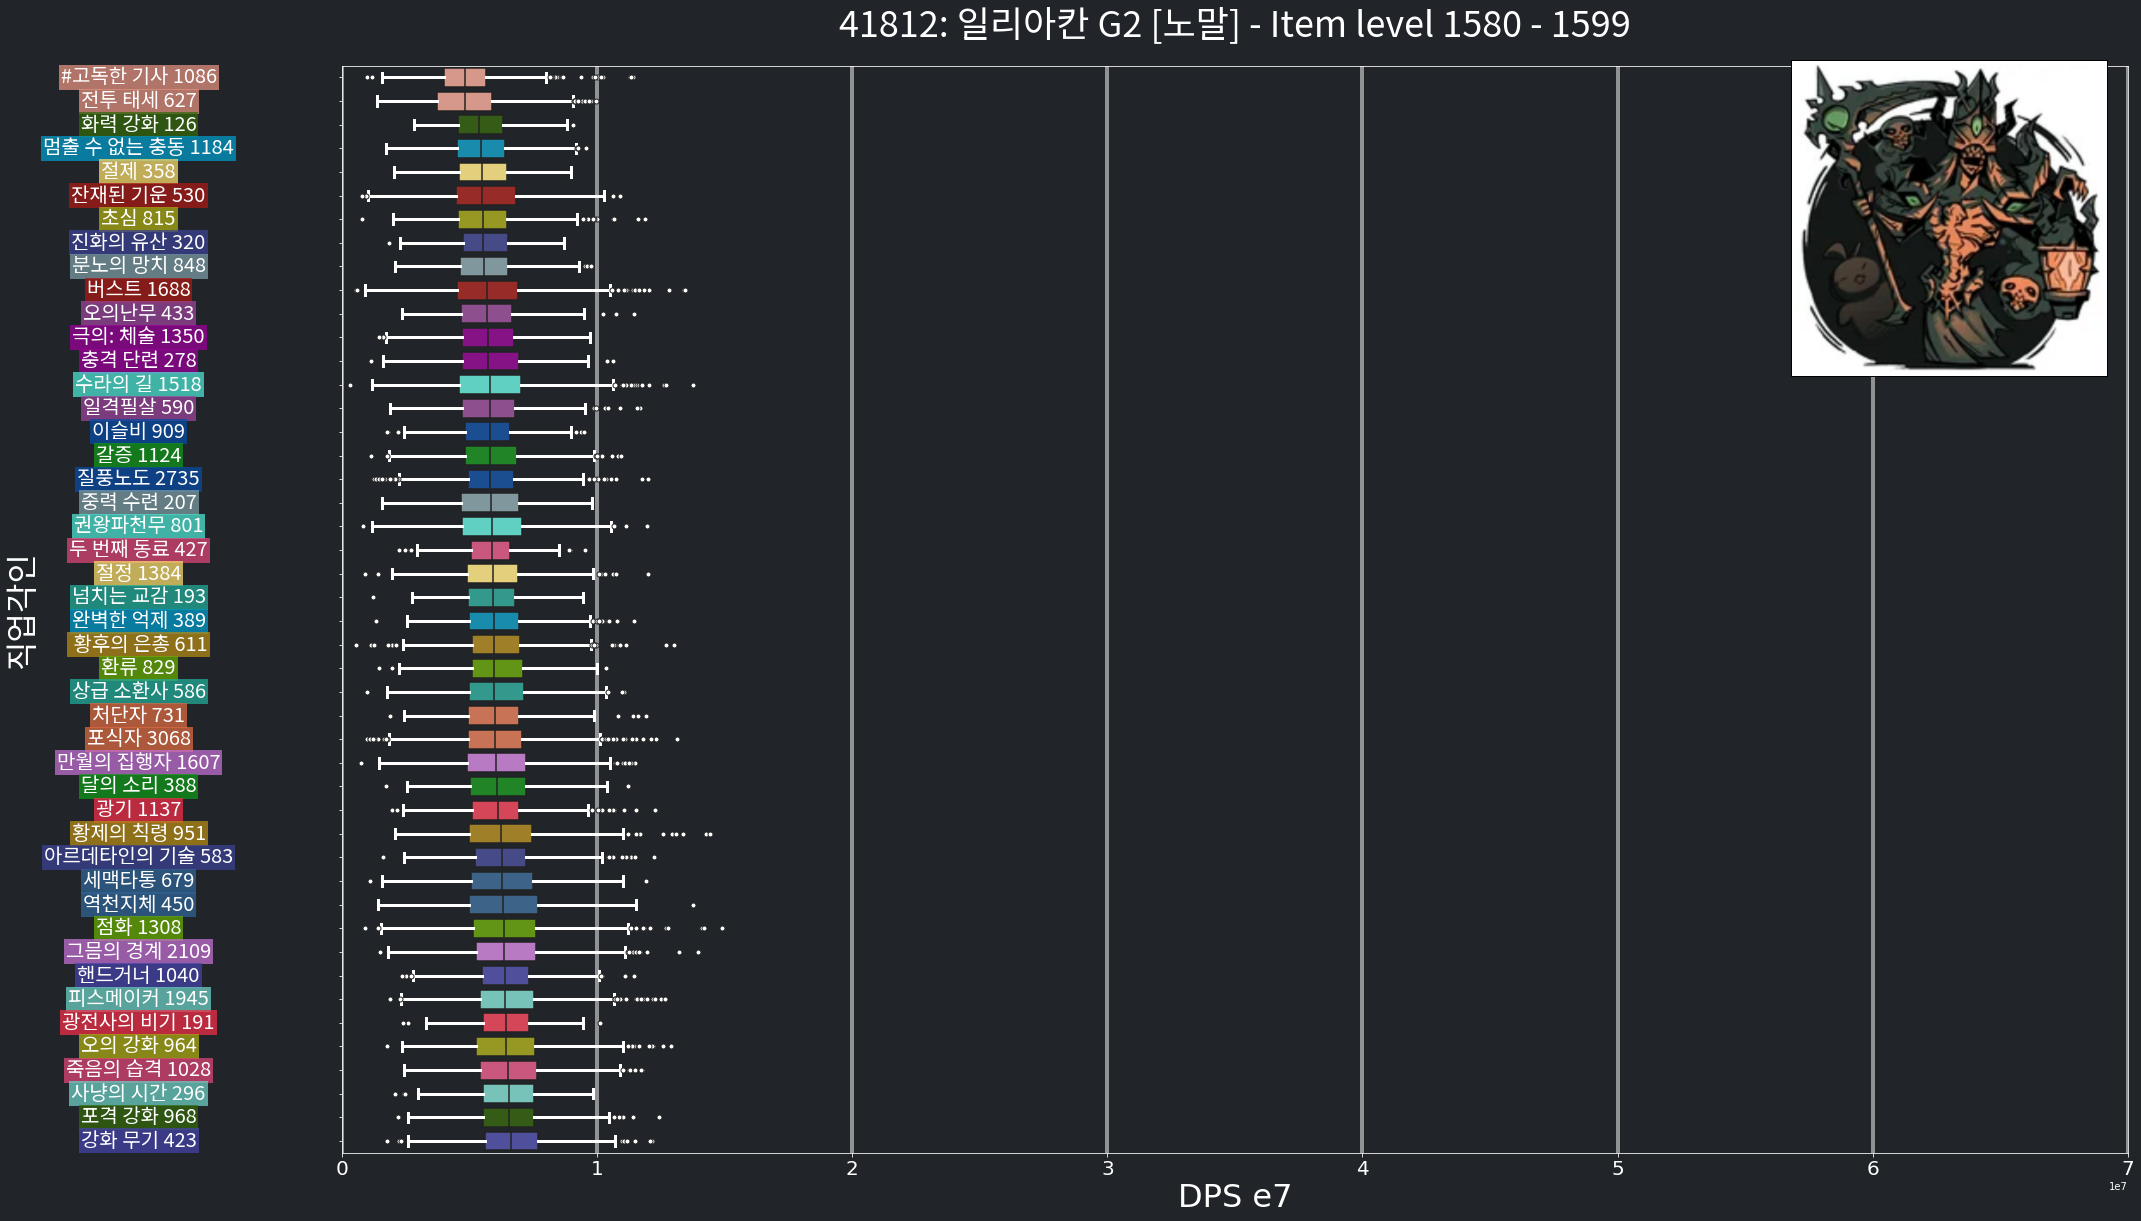 41812: 일리아칸 G2 [노말] - Item level 1580 - 1599
#고독한 기사 1086
전투 태세 627
화력 강화 126
멈출 수 없는 충동 1184
절제 358
잔재된 기운 530
초심 815
진화의 유산 320
분노의 망치 848
버스트 1688
오의난무 433
극의: 체술 1350
충격 단련 278
수라의 길 1518
일격필살 590
이슬비 909
갈증 1124
질풍노도 2735
중력 수련 207
권왕파천무 801
두 번째 동료 427
절정 1384
넘치는 교감 193
완벽한 억제 389
황후의 은총 611
환류 829
상급 소환사 586
처단자 731
포식자 3068
만월의 집행자 1607
달의 소리 388
광기 1137
황제의 칙령 951
아르데타인의 기술 583
세맥타통 679
역천지체 450
점화 1308
그믐의 경계 2109
핸드거너 1040
피스메이커 1945
광전사의 비기 191
오의 강화 964
죽음의 습격 1028
사냥의 시간 296
포격 강화 968
강화 무기 423
직업각인
0 1 2 3 4 5 6 7
1e7
DPS e7